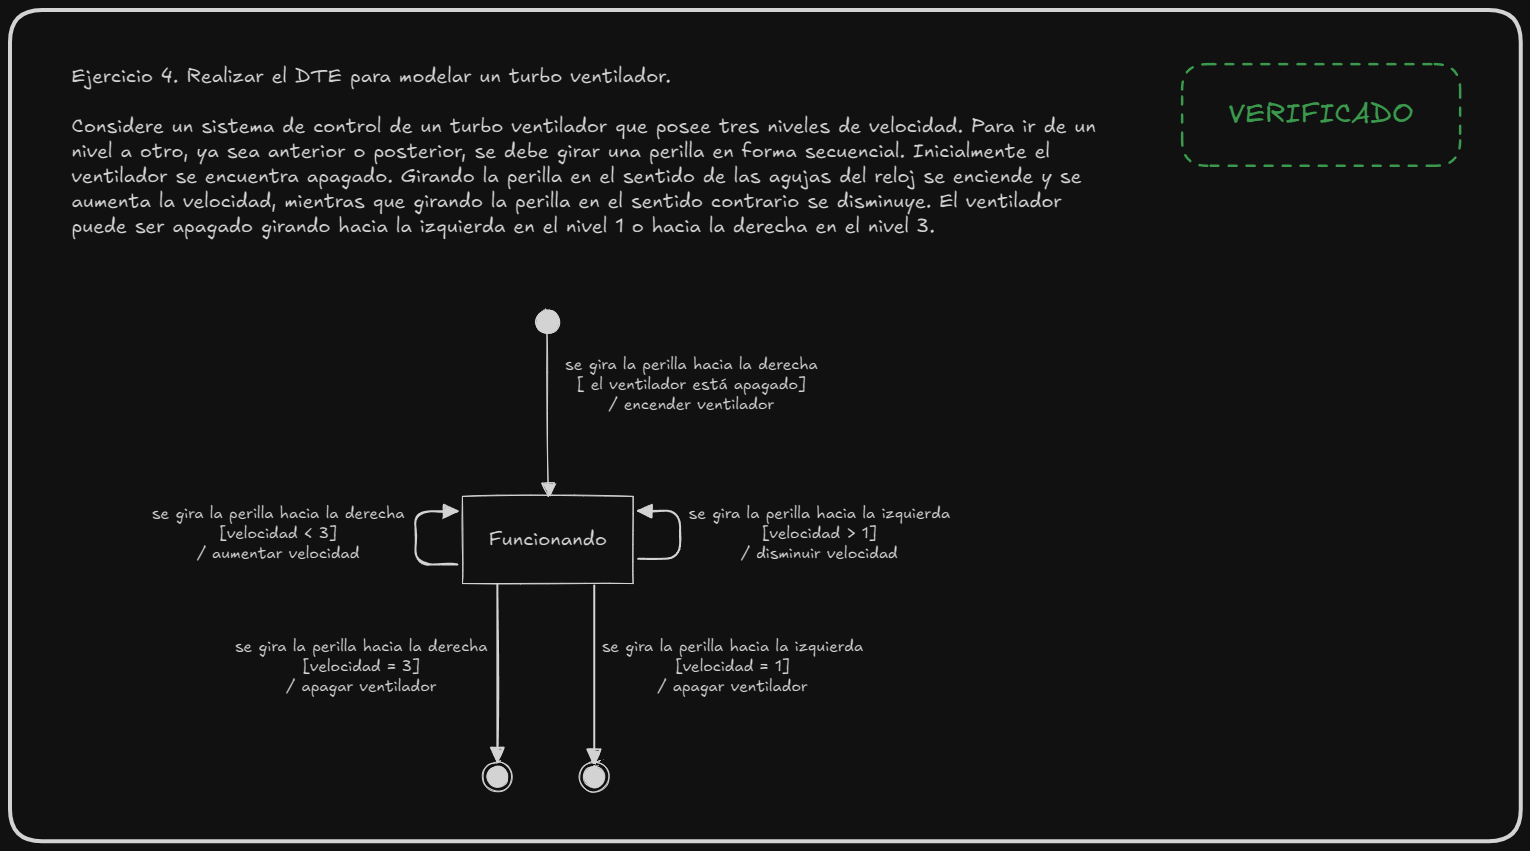 Ejercicio 4. Realizar el DTE para modelar un turbo ventilador.
VERIFICADO
Considere un sistema de control de un turbo ventilador que posee tres niveles de velocidad. Para ir de un
nivel a otro, ya sea anterior o posterior, se debe girar una perilla en forma secuencial. Inicialmente el
ventilador se encuentra apagado. Girando la perilla en el sentido de las agujas del reloj se enciende y se
aumenta la velocidad, mientras que girando la perilla en el sentido contrario se disminuye. El ventilador
puede ser apagado girando hacia la izquierda en el nivel 1 o hacia la derecha en el nivel 3.
se gira la perilla hacia la derecha
[ el ventilador está apagado]
/ encender ventilador
se gira la perilla hacia la derecha
[velocidad < 3]
/ aumentar velocidad
Funcionando
se gira la perilla hacia la izquierda
[velocidad > 1]
/ disminuir velocidad
se gira la perilla hacia la derecha
[velocidad = 3]
/ apagar ventilador
se gira la perilla hacia la izquierda
[velocidad = 1]
/ apagar ventilador